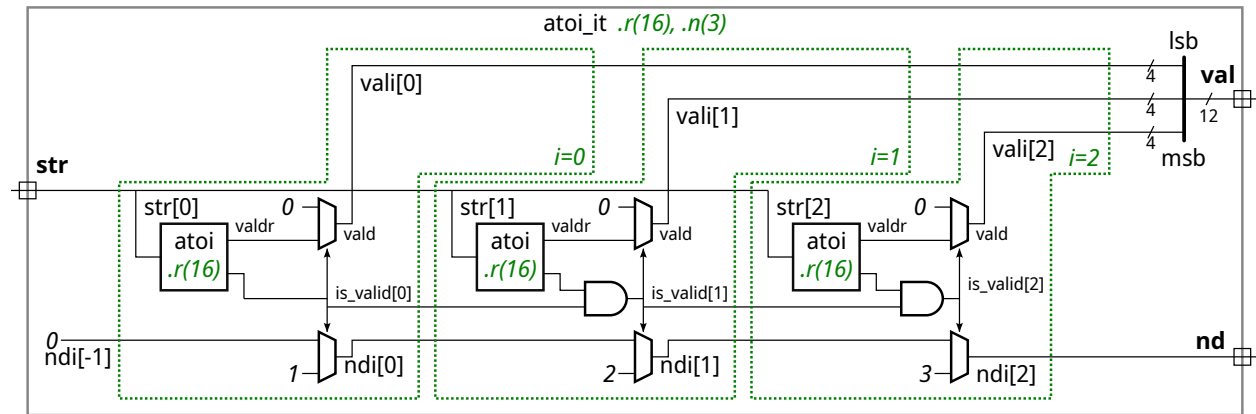 atoi_it .r(16), .n(3)
lsb
4
val
vali[0]
4
12
vali[1]
4
i=0
i=1
vali[2]
i=2
msb
str
str[0]
0
str[1]
0
str[2]
0
valdr
vald
valdr
vald
valdr
vald
atoi
.r(16)
atoi
.r(16)
atoi
.r(16)
is_valid[0]
is_valid[1]
is_valid[2]
0
ndi[-1]
nd
1
ndi[0]
2
ndi[1]
3
ndi[2]